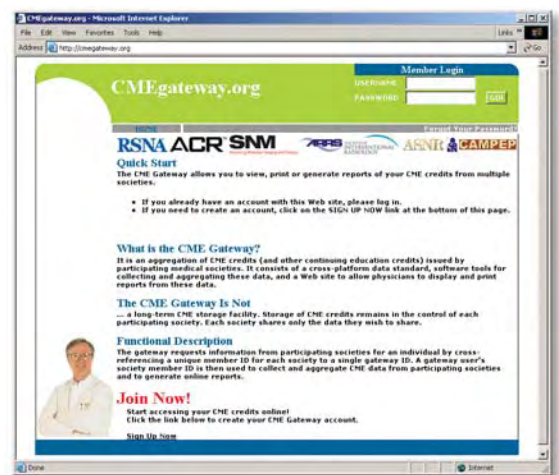 CMEgateway.org - Microsoft Internet Explorer
File Edit View Favorites Tools Help
Links
Address http://cmegateway.org
Go
Member Login
CMEgateway.org
USERNAME
PASSWORD
GO!
HOME
Forgot Your Password?
RSNA ACR SNM ARRS SOCIETY OF INTERVENTIONAL RADIOLOGY ASNR CAMPEP
Quick Start
The CME Gateway allows you to view, print or generate reports of your CME credits from multiple
societies.
• If you already have an account with this Web site, please log in.
• If you need to create an account, click on the SIGN UP NOW link at the bottom of this page.
What is the CME Gateway?
It is an aggregation of CME credits (and other continuing education credits) issued by
participating medical societies. It consists of a cross-platform data standard, software tools for
collecting and aggregating these data, and a Web site to allow physicians to display and print
reports from these data.
The CME Gateway Is Not
... a long-term CME storage facility. Storage of CME credits remains in the control of each
participating society. Each society shares only the data they wish to share.
Functional Description
The gateway requests information from participating societies for an individual by cross-
referencing a unique member ID for each society to a single gateway ID. A gateway user's
society member ID is then used to collect and aggregate CME data from participating societies
and to generate online reports.
Join Now!
Start accessing your CME credits online!
Click the link below to create your CME Gateway account.
Sign Up Now
Done
Internet